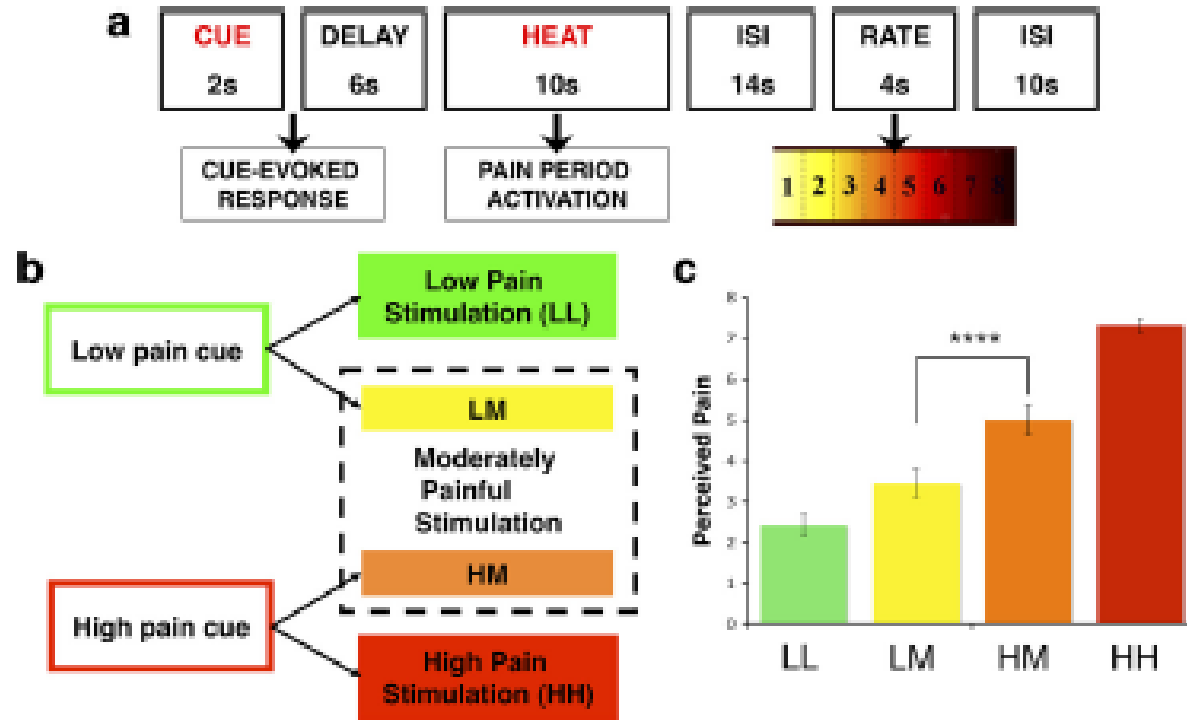 a
CUE
2s
DELAY
6s
HEAT
10s
ISI
14s
RATE
4s
ISI
10s
CUE-EVOKED
RESPONSE
PAIN PERIOD
ACTIVATION
1 2 3 4 5 6 7 8
b
Low pain cue
Low Pain
Stimulation (LL)
LM
Moderately
Painful
Stimulation
HM
High pain cue
High Pain
Stimulation (HH)
c
Perceived Pain
8
7
6
5
4
3
2
1
0
****
LL LM HM HH